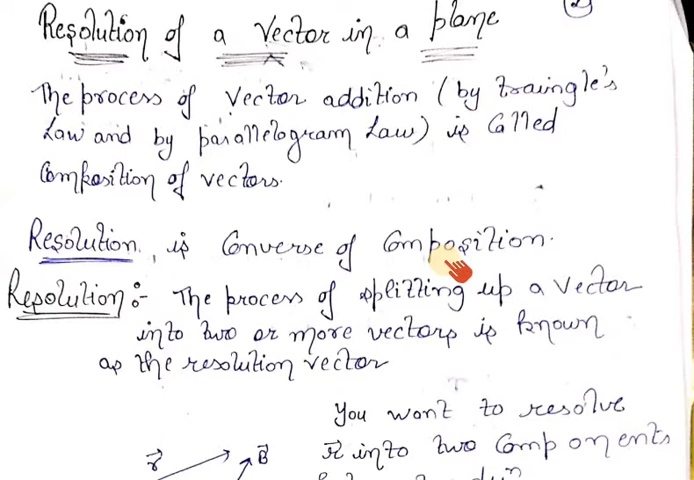 Resolution of a Vector in a plane
The process of Vector addition (by traingle's
Law and by parallelogram Law) is called
Composition of vectors.
Resolution is Converse of Composition.
Resolution:- The process of splitting up a Vector
into two or more vectors is known
as the resolution vector
You want to resolve
r⃗ B⃗ r⃗ into two Components